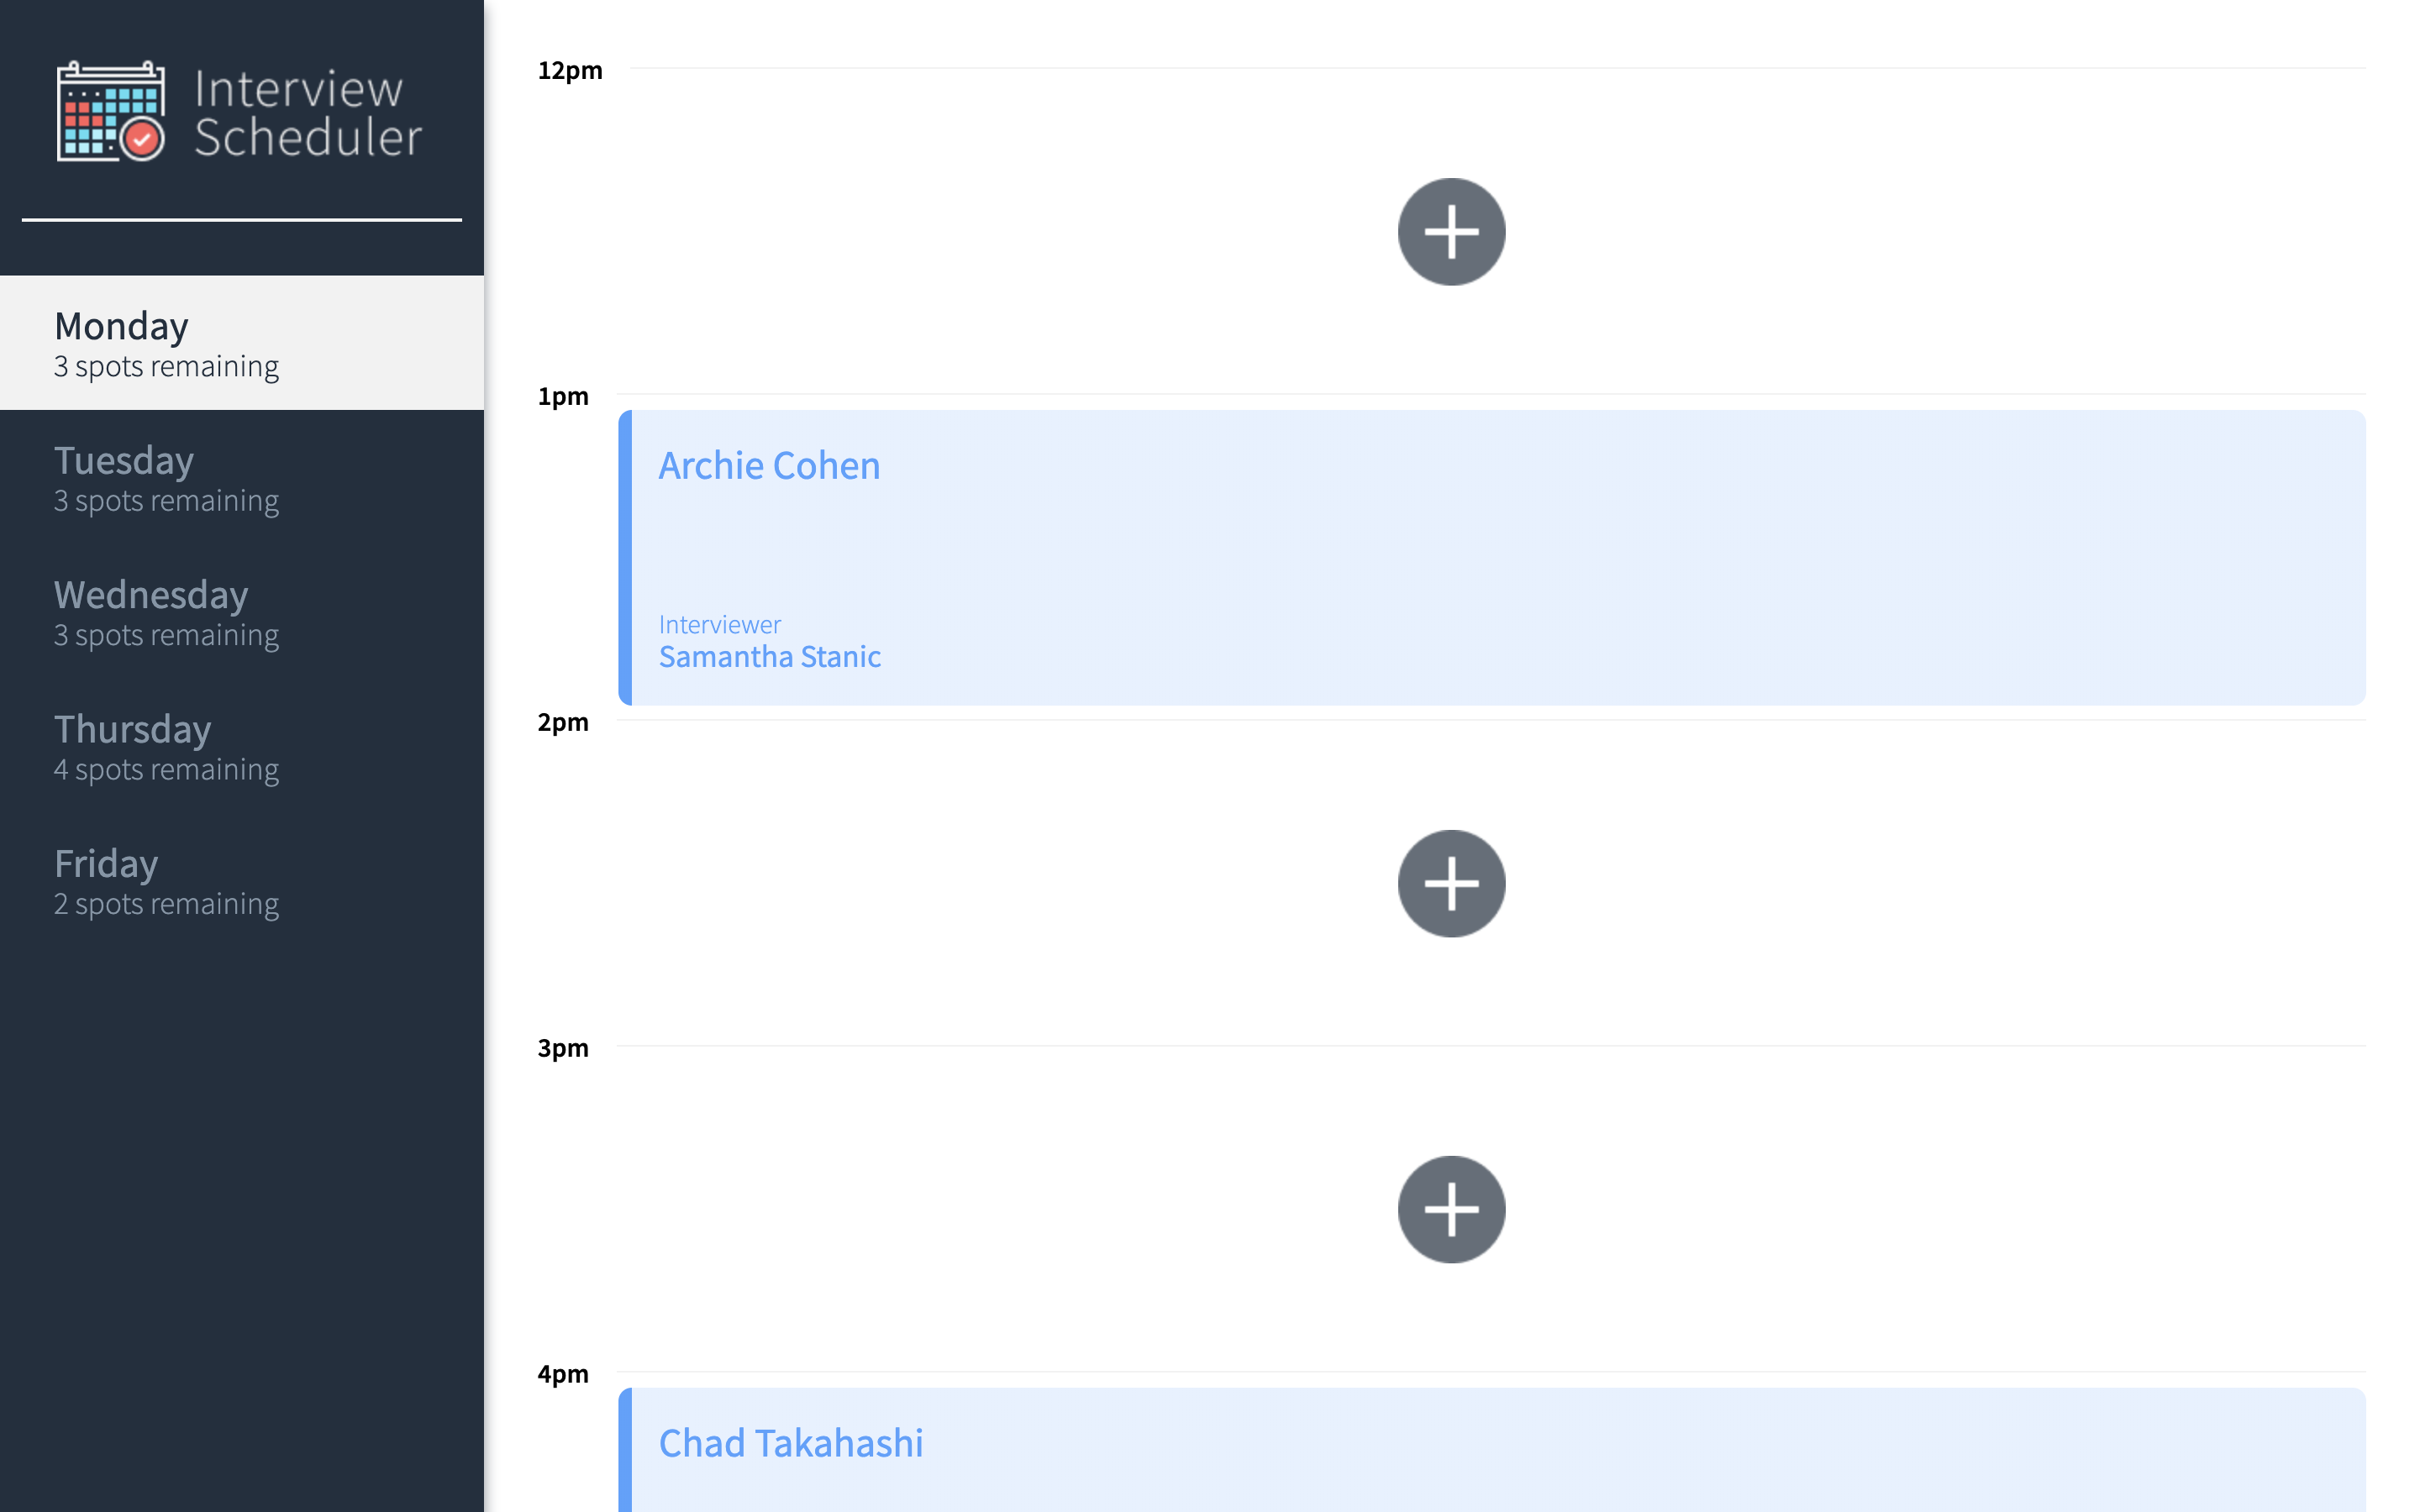 Interview
Scheduler
Monday
3 spots remaining
Tuesday
3 spots remaining
Wednesday
3 spots remaining
Thursday
4 spots remaining
Friday
2 spots remaining
12pm
1pm
Archie Cohen
Interviewer
Samantha Stanic
2pm
3pm
4pm
Chad Takahashi